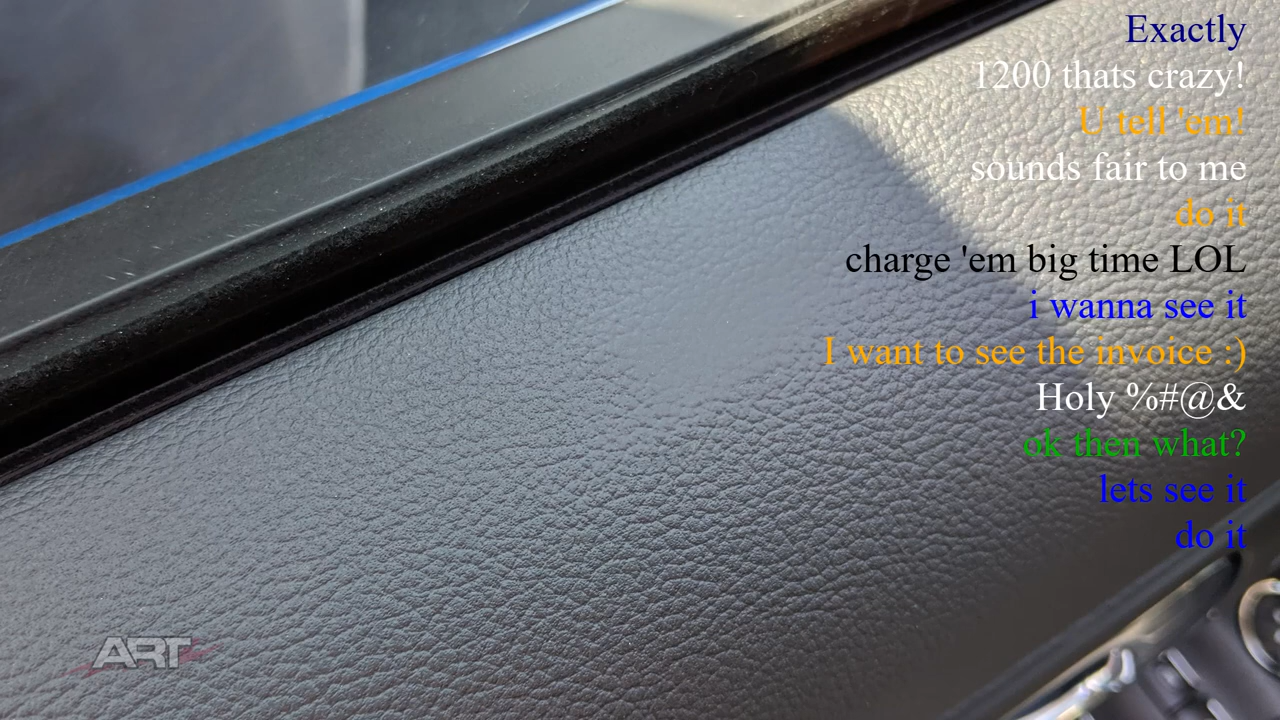 Exactly
1200 thats crazy!
U tell 'em!
sounds fair to me
do it
charge 'em big time LOL
i wanna see it
I want to see the invoice :)
Holy %#@&
ok then what?
lets see it
do it
ART